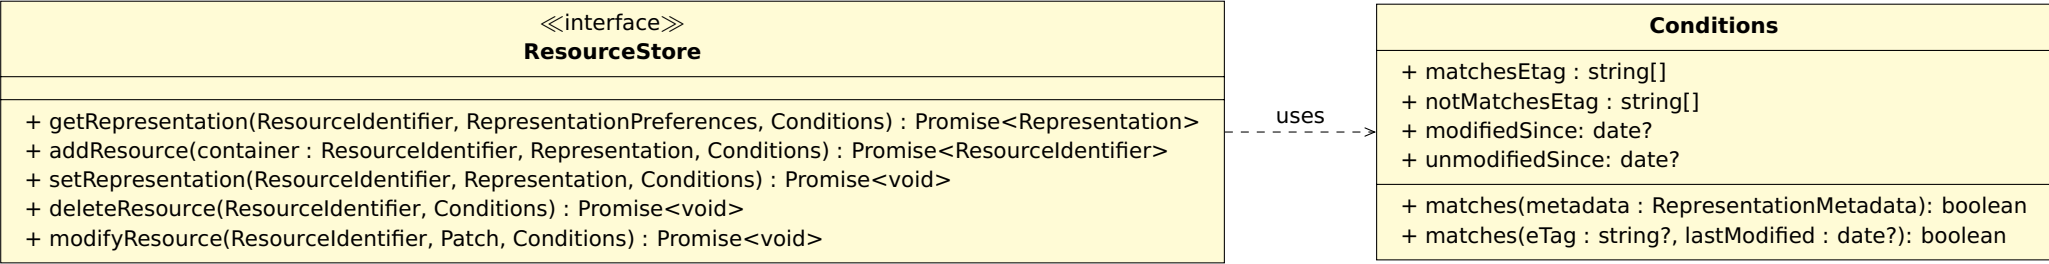 ≪interface≫
ResourceStore
+ getRepresentation(ResourceIdentifier, RepresentationPreferences, Conditions) : Promise<Representation>
+ addResource(container : ResourceIdentifier, Representation, Conditions) : Promise<ResourceIdentifier>
+ setRepresentation(ResourceIdentifier, Representation, Conditions) : Promise<void>
+ deleteResource(ResourceIdentifier, Conditions) : Promise<void>
+ modifyResource(ResourceIdentifier, Patch, Conditions) : Promise<void>
uses
Conditions
+ matchesEtag : string[]
+ notMatchesEtag : string[]
+ modifiedSince: date?
+ unmodifiedSince: date?
+ matches(metadata : RepresentationMetadata): boolean
+ matches(eTag : string?, lastModified : date?): boolean